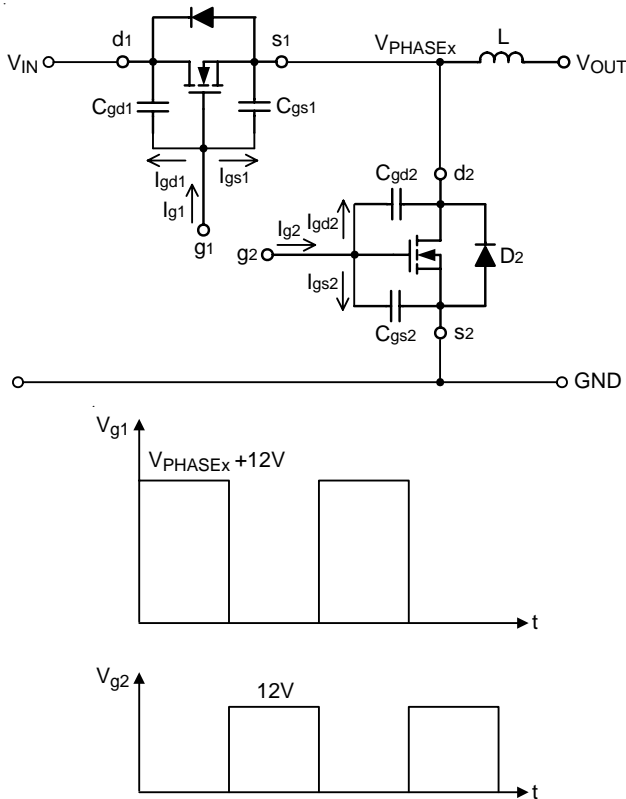 d1
s1
VPHASEx
L
VIN
VOUT
Cgd1
Cgs1
Igd1
Igs1
Ig1
g1
Cgd2
d2
Ig2
Igd2
g2
D2
Igs2
Cgs2
s2
GND
Vg1
VPHASEx +12V
t
Vg2
12V
t